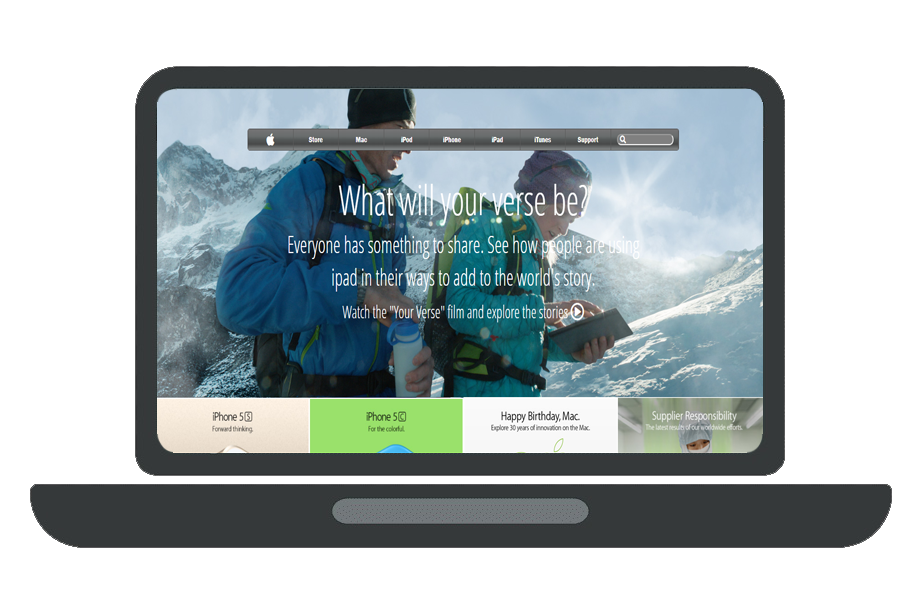 Store Mac iPod iPhone iPad iTunes Support
What will your verse be?
Everyone has something to share. See how people are using
ipad in their ways to add to the world's story.
Watch the "Your Verse" film and explore the stories
iPhone 5S
Forward thinking.
iPhone 5C
For the colorful.
Happy Birthday, Mac.
Explore 30 years of innovation on the Mac.
Supplier Responsibility
The latest results of our worldwide efforts.